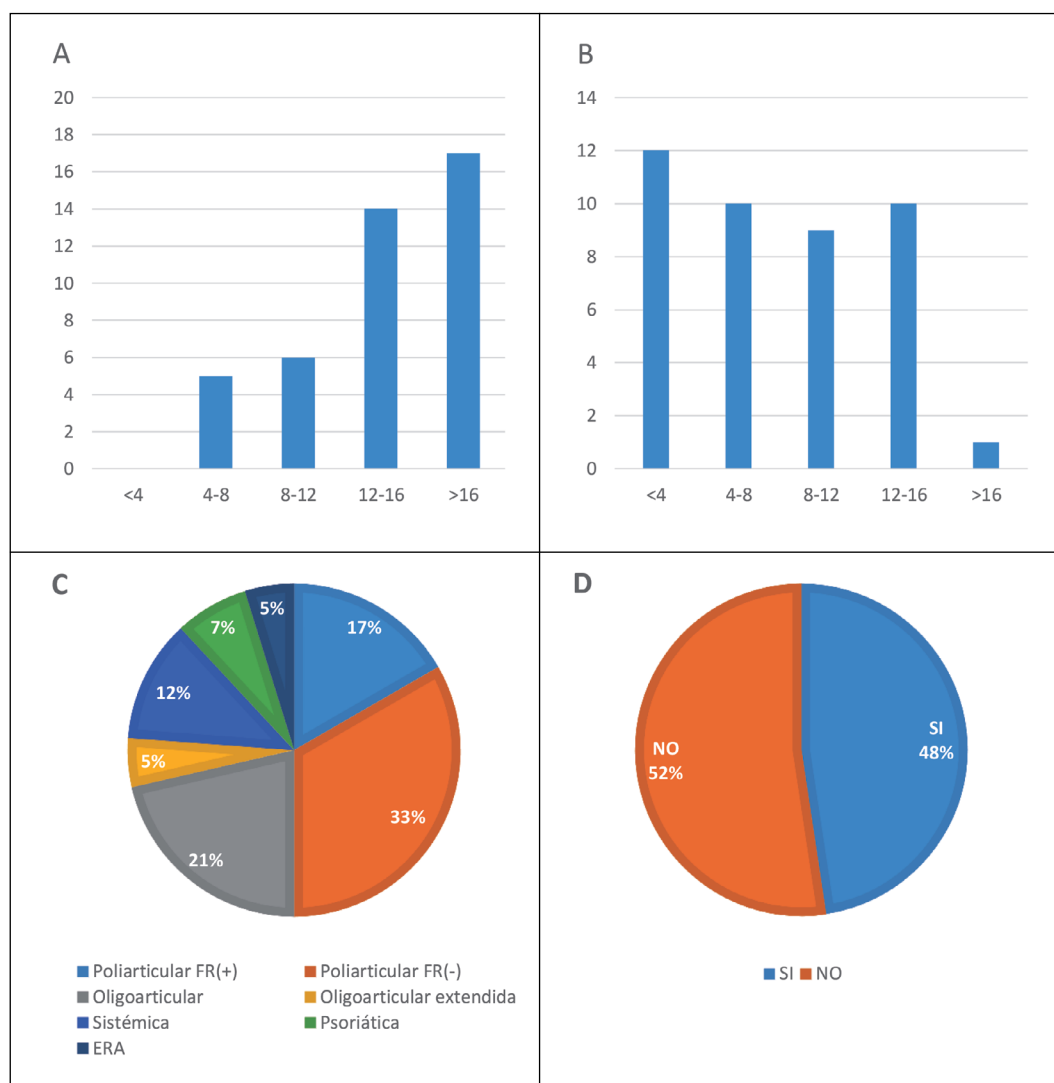 A
20
18
16
14
12
10
8
6
4
2
0
<4
4-8
8-12
12-16
>16
B
14
12
10
8
6
4
2
0
<4
4-8
8-12
12-16
>16
C
5%
17%
7%
12%
5%
33%
21%
Poliarticular FR(+)
Poliarticular FR(-)
Oligoarticular
Oligoarticular extendida
Sistémica
Psoriática
ERA
D
SI
48%
NO
52%
SI
NO